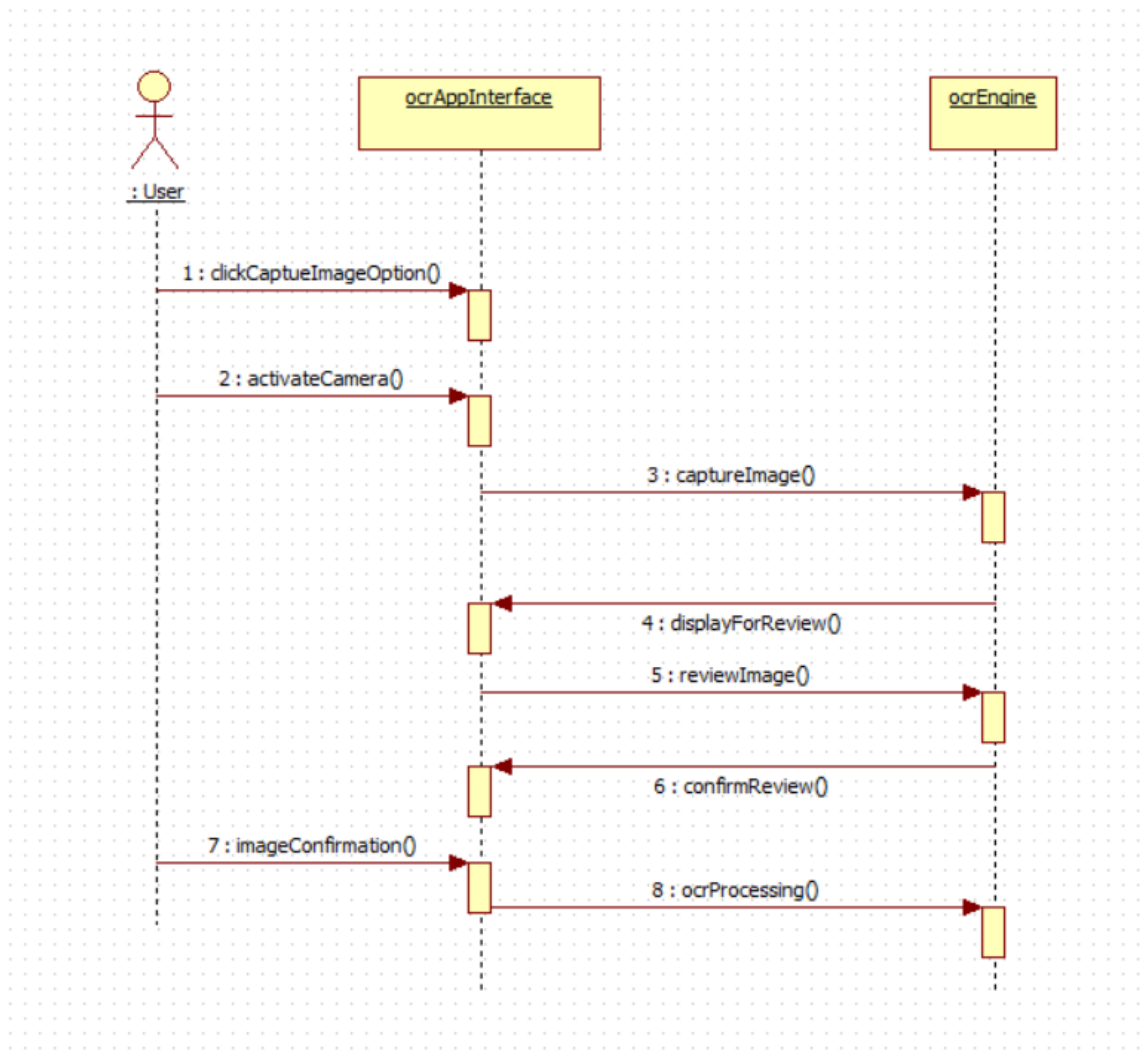 ocrAppInterface
ocrEngine
: User
1 : clickCaptueImageOption()
2 : activateCamera()
3 : captureImage()
4 : displayForReview()
5 : reviewImage()
6 : confirmReview()
7 : imageConfirmation()
8 : ocrProcessing()